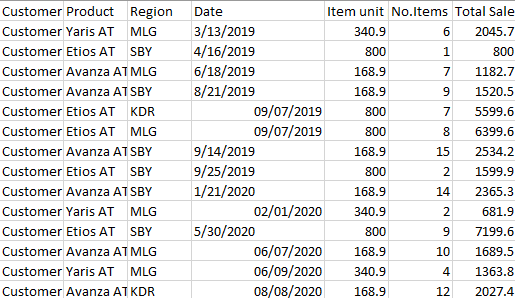 Customer Product Region Date Item unit No.Items Total Sale
Customer Yaris AT MLG 3/13/2019 340.9 6 2045.7
Customer Etios AT SBY 4/16/2019 800 1 800
Customer Avanza AT MLG 6/18/2019 168.9 7 1182.7
Customer Avanza AT SBY 8/21/2019 168.9 9 1520.5
Customer Etios AT KDR 09/07/2019 800 7 5599.6
Customer Etios AT MLG 09/07/2019 800 8 6399.6
Customer Avanza AT SBY 9/14/2019 168.9 15 2534.2
Customer Etios AT SBY 9/25/2019 800 2 1599.9
Customer Avanza AT SBY 1/21/2020 168.9 14 2365.3
Customer Yaris AT MLG 02/01/2020 340.9 2 681.9
Customer Etios AT SBY 5/30/2020 800 9 7199.6
Customer Avanza AT MLG 06/07/2020 168.9 10 1689.5
Customer Yaris AT MLG 06/09/2020 340.9 4 1363.8
Customer Avanza AT KDR 08/08/2020 168.9 12 2027.4